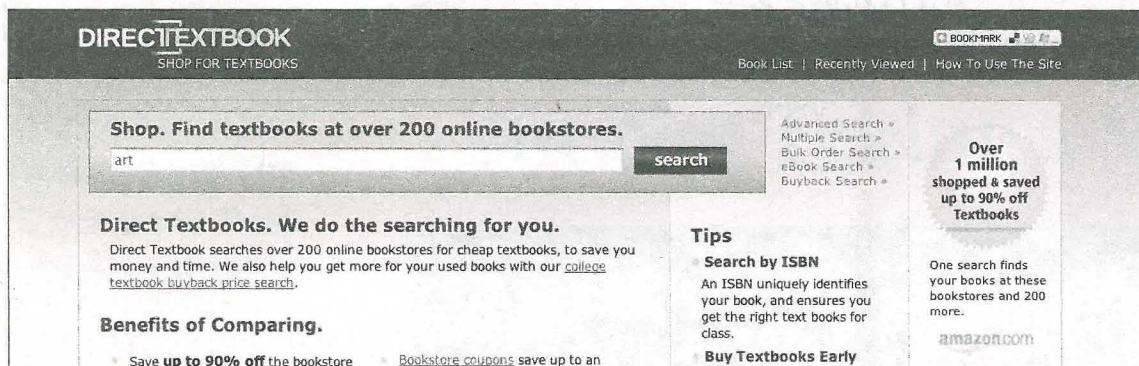 DIRECTTEXTBOOK
SHOP FOR TEXTBOOKS
BOOKMARK
Book List | Recently Viewed | How To Use The Site
Shop. Find textbooks at over 200 online bookstores.
art
search
Advanced Search »
Multiple Search »
Bulk Order Search »
eBook Search »
Buyback Search »
Over
1 million
shopped & saved
up to 90% off
Textbooks
Direct Textbooks. We do the searching for you.
Direct Textbook searches over 200 online bookstores for cheap textbooks, to save you
money and time. We also help you get more for your used books with our college
textbook buyback price search.
Benefits of Comparing.
Save up to 90% off the bookstore
Bookstore coupons save up to an
Tips
Search by ISBN
An ISBN uniquely identifies
your book, and ensures you
get the right text books for
class.
Buy Textbooks Early
One search finds
your books at these
bookstores and 200
more.
amazon.com